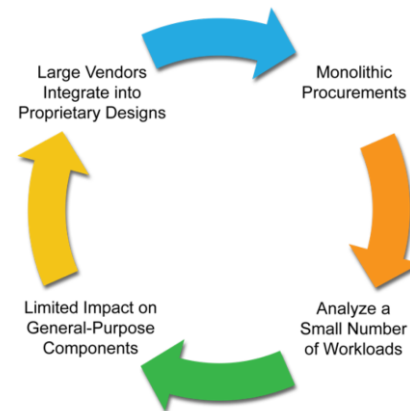 Large Vendors
Integrate into
Proprietary Designs
Monolithic
Procurements
Analyze a
Small Number
of Workloads
Limited Impact on
General-Purpose
Components